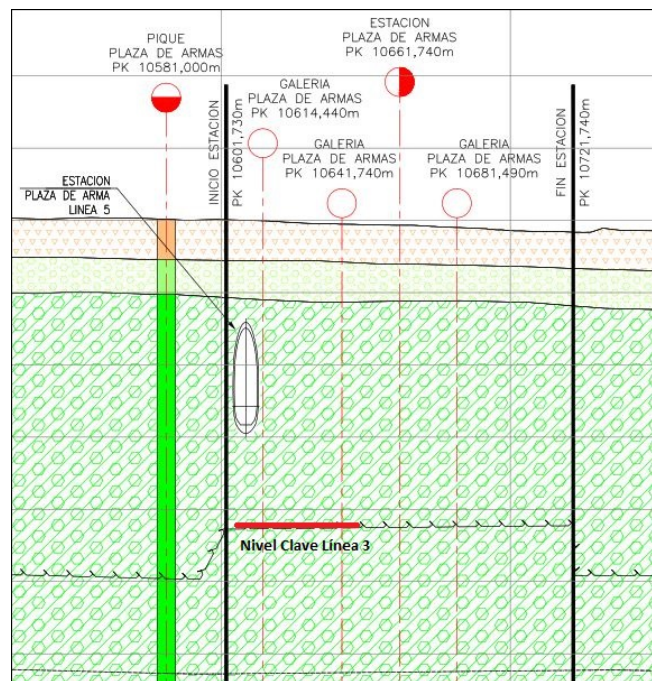 PIQUE
PLAZA DE ARMAS
PK 10581,000m
ESTACION
PLAZA DE ARMAS
PK 10661,740m
GALERIA
PLAZA DE ARMAS
PK 10614,440m
GALERIA
PLAZA DE ARMAS
PK 10641,740m
GALERIA
PLAZA DE ARMAS
PK 10681,490m
INICIO ESTACION
PK 10601,730m
FIN ESTACION
PK 10721,740m
ESTACION
PLAZA DE ARMA
LINEA 5
Nivel Clave Línea 3